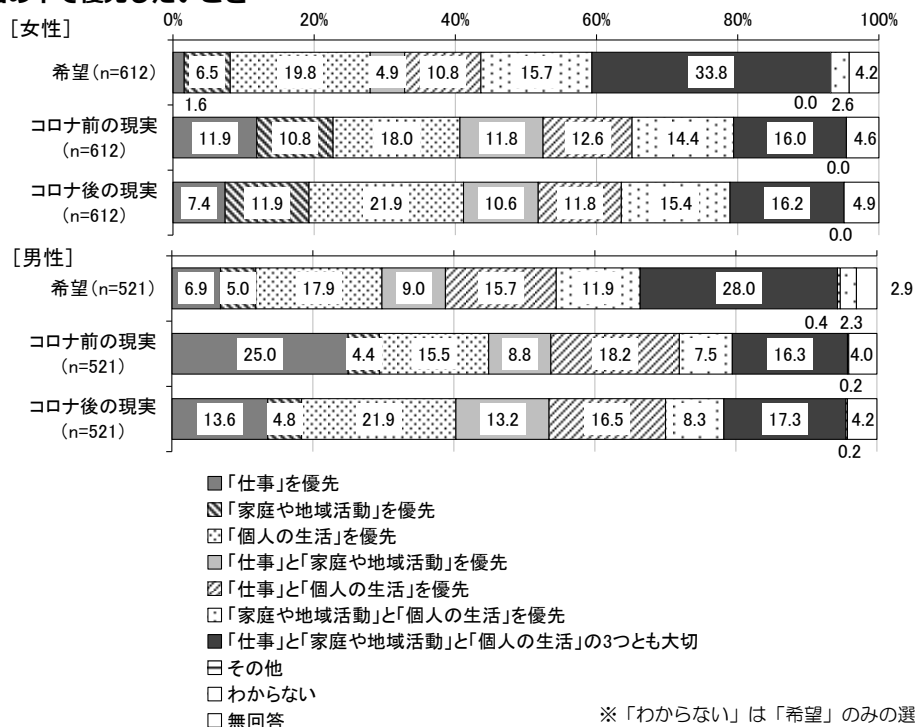 の中で優先したいこと
0% 20% 40% 60% 80% 100%
［女性］
希望（n=612） 6.5 19.8 4.9 10.8 15.7 33.8 4.2
1.6 0.0 2.6
コロナ前の現実 11.9 10.8 18.0 11.8 12.6 14.4 16.0 4.6
（n=612）
0.0
コロナ後の現実 7.4 11.9 21.9 10.6 11.8 15.4 16.2 4.9
（n=612）
0.0
［男性］
希望（n=521） 6.9 5.0 17.9 9.0 15.7 11.9 28.0 2.9
0.4 2.3
コロナ前の現実 25.0 4.4 15.5 8.8 18.2 7.5 16.3 4.0
（n=521）
0.2
コロナ後の現実 13.6 4.8 21.9 13.2 16.5 8.3 17.3 4.2
（n=521）
0.2
「仕事」を優先
「家庭や地域活動」を優先
「個人の生活」を優先
「仕事」と「家庭や地域活動」を優先
「仕事」と「個人の生活」を優先
「家庭や地域活動」と「個人の生活」を優先
「仕事」と「家庭や地域活動」と「個人の生活」の3つとも大切
その他
わからない
無回答
※「わからない」は「希望」のみの選